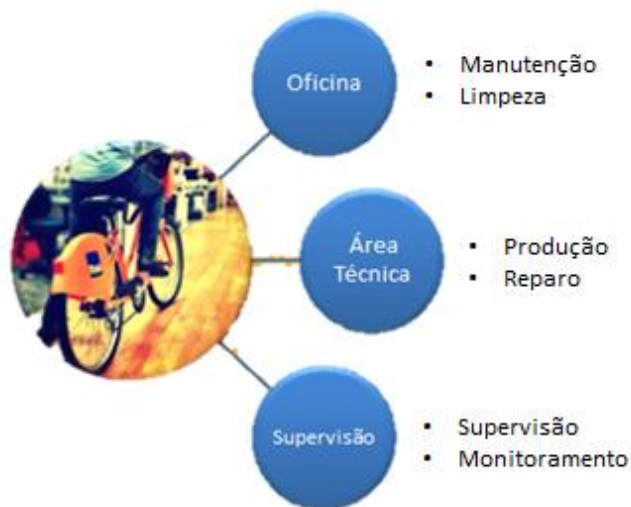 Oficina
• Manutenção
• Limpeza
Área
Técnica
• Produção
• Reparo
Supervisão
• Supervisão
• Monitoramento